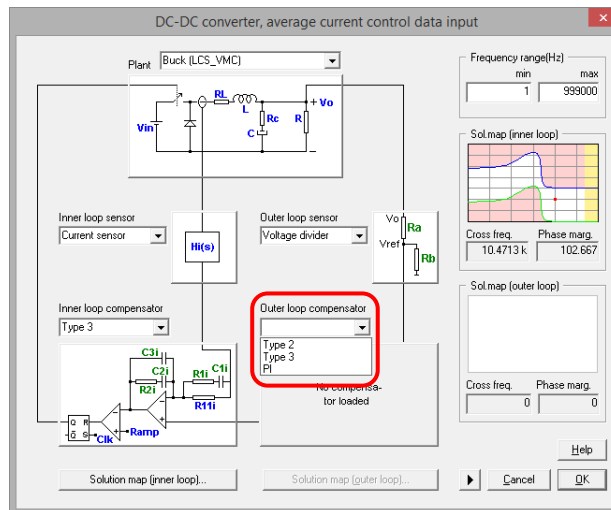 DC-DC converter, average current control data input
Plant
Buck (LCS_VMC)
RL
L
+ Vo
Vin
Rc
C
R
Frequency range(Hz)
min
max
1
999000
Sol.map (inner loop)
Cross freq.
Phase marg.
10.4713 k
102.667
Inner loop sensor
Current sensor
Hi(s)
Outer loop sensor
Voltage divider
Vo
Ra
Vref
Rb
Inner loop compensator
Type 3
C3i
C2i
R2i
R1i
C1i
R11i
Q R
Q S
Clk
Ramp
Outer loop compensator
Type 2
Type 3
PI
No compensa-
tor loaded
Sol.map (outer loop)
Cross freq.
Phase marg.
0
0
Help
Solution map (inner loop)...
Solution map (outer loop)...
Cancel
OK